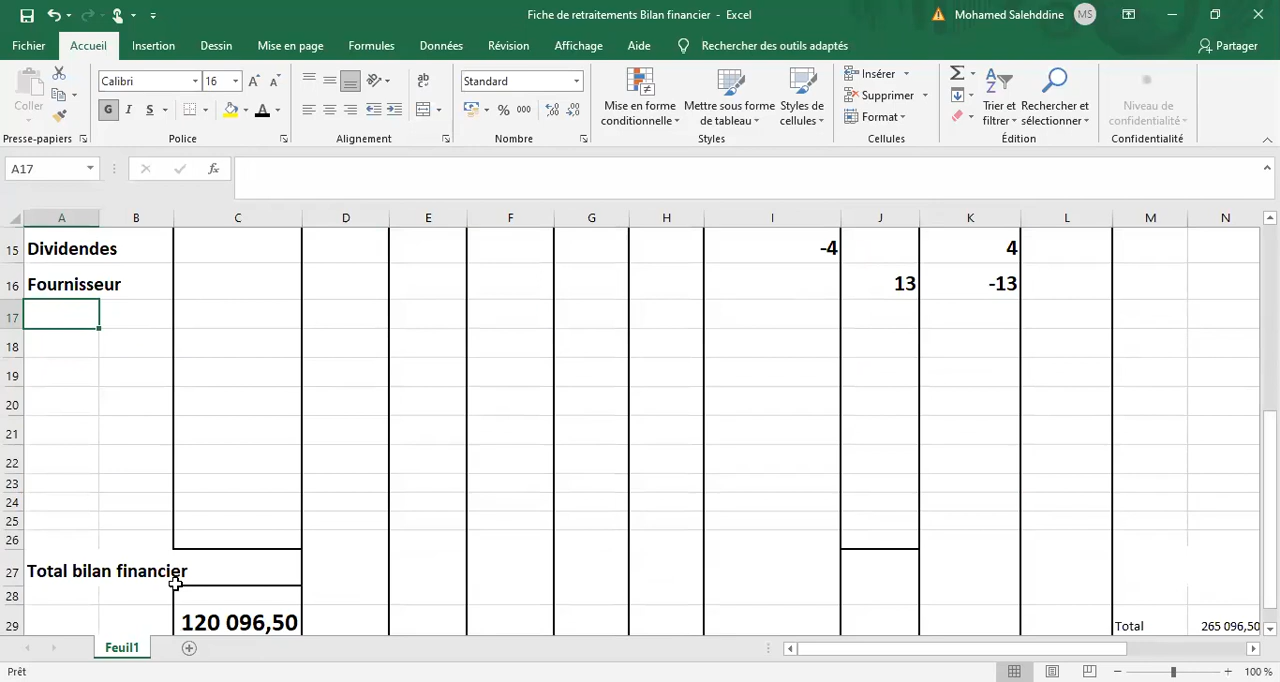 Fiche de retraitements Bilan financier - Excel
Mohamed Salehddine MS
Fichier Accueil Insertion Dessin Mise en page Formules Données Révision Affichage Aide Rechercher des outils adaptés Partager
Coller
Presse-papiers
Calibri 16
G I S
Police
Alignement
Standard
% 000
Nombre
Mise en forme conditionnelle
Mettre sous forme de tableau
Styles de cellules
Styles
Insérer
Supprimer
Format
Cellules
Trier et filtrer
Rechercher et sélectionner
Édition
Niveau de confidentialité
Confidentialité
A17 fx
A B C D E F G H I J K L M N
15 Dividendes -4 4
16 Fournisseur 13 -13
17
18
19
20
21
22
23
24
25
26
27 Total bilan financier
28
29 120 096,50 Total 265 096,50
Feuil1
Prêt 100 %